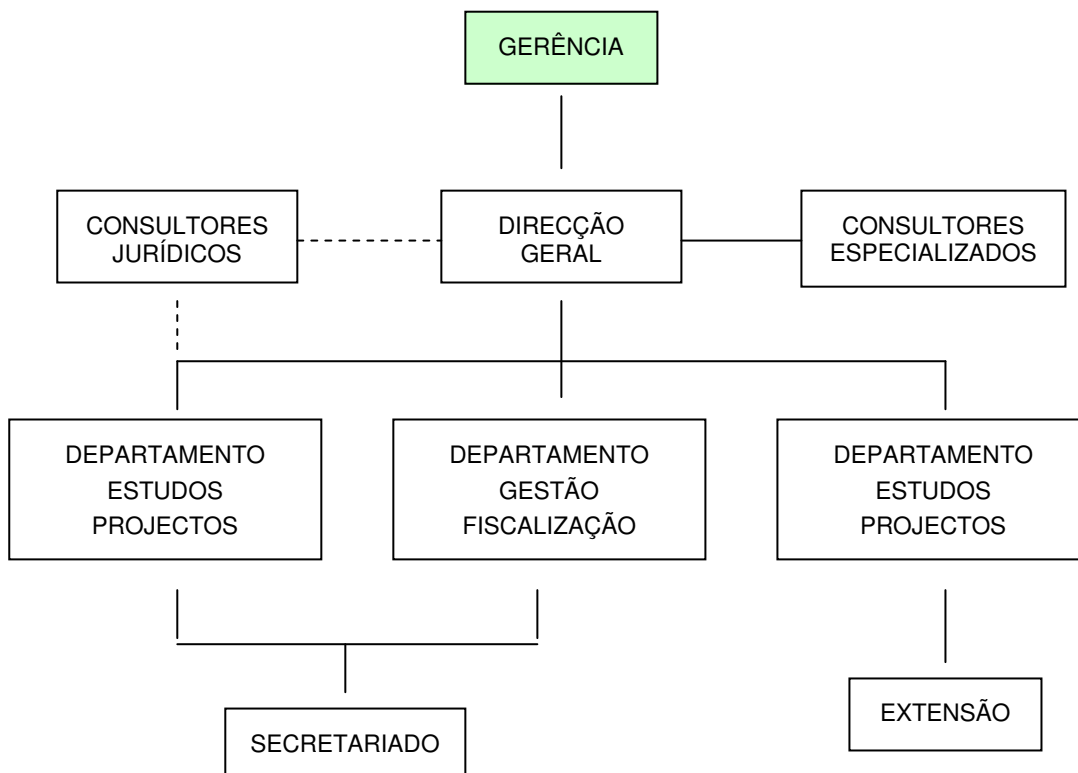 GERÊNCIA
CONSULTORES
JURÍDICOS
DIRECÇÃO
GERAL
CONSULTORES
ESPECIALIZADOS
DEPARTAMENTO
ESTUDOS
PROJECTOS
DEPARTAMENTO
GESTÃO
FISCALIZAÇÃO
DEPARTAMENTO
ESTUDOS
PROJECTOS
SECRETARIADO
EXTENSÃO